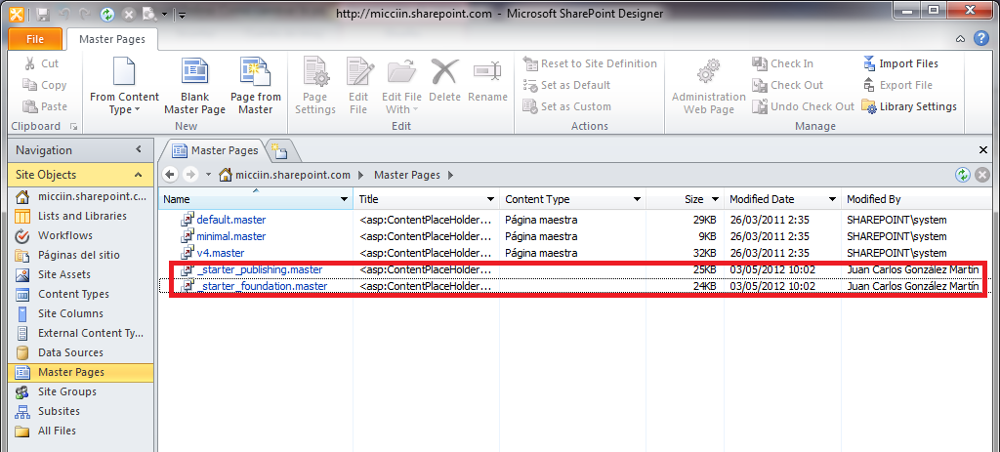 http://micciin.sharepoint.com - Microsoft SharePoint Designer
File Master Pages
Cut
Copy
Paste
Clipboard
From Content Type
Blank Master Page
Page from Master
New
Page Settings
Edit File
Edit File With
Delete
Rename
Edit
Reset to Site Definition
Set as Default
Set as Custom
Actions
Administration Web Page
Check In
Check Out
Undo Check Out
Import Files
Export File
Library Settings
Manage
Navigation
Site Objects
micciin.sharepoint.c...
Lists and Libraries
Workflows
Páginas del sitio
Site Assets
Content Types
Site Columns
External Content Ty...
Data Sources
Master Pages
Site Groups
Subsites
All Files
Master Pages
micciin.sharepoint.com Master Pages
Name Title Content Type Size Modified Date Modified By
default.master <asp:ContentPlaceHolder... Página maestra 29KB 26/03/2011 2:35 SHAREPOINT\system
minimal.master <asp:ContentPlaceHolder... Página maestra 9KB 26/03/2011 2:35 SHAREPOINT\system
v4.master <asp:ContentPlaceHolder... Página maestra 32KB 26/03/2011 2:35 SHAREPOINT\system
_starter_publishing.master <asp:ContentPlaceHolder... 25KB 03/05/2012 10:02 Juan Carlos González Martín
_starter_foundation.master <asp:ContentPlaceHolder... 24KB 03/05/2012 10:02 Juan Carlos González Martín